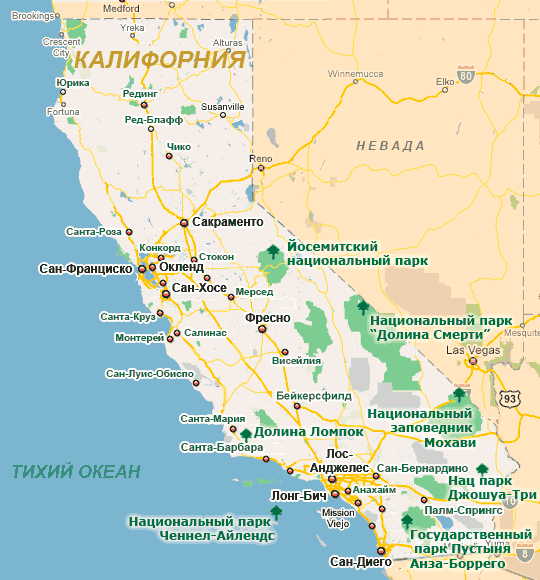 Brookings
Medford
Yreka
Crescent
City
Alturas
КАЛИФОРНИЯ
Юрика
Fortuna
Рединг
Ред-Блафф
Susanville
Чико
Winnemucca
80
Elko
НЕВАДА
Reno
Сакраменто
Санта-Роза
Конкорд
Стокон
Йосемитский
национальный парк
Сан-Франциско
Окленд
Сан-Хосе
Мерсед
Санта-Круз
Фресно
Национальный парк
“Долина Смерти”
Монтерей
Салинас
Mesquite
Висейлия
Las Vegas
Сан-Луис-Обиспо
Бейкерсфилд
93
Национальный
заповедник
Мохави
Санта-Мария
Долина Ломпок
Санта-Барбара
ТИХИЙ ОКЕАН
Лос-
Анджелес
Сан-Бернардино
Нац парк
Джошуа-Три
Лонг-Бич
Анахайм
Палм-Спрингс
Mission
Viejo
Национальный парк
Ченнел-Айлендс
Государственный
парк Пустыня
Анза-Боррего
Yuma
8
Сан-Диего